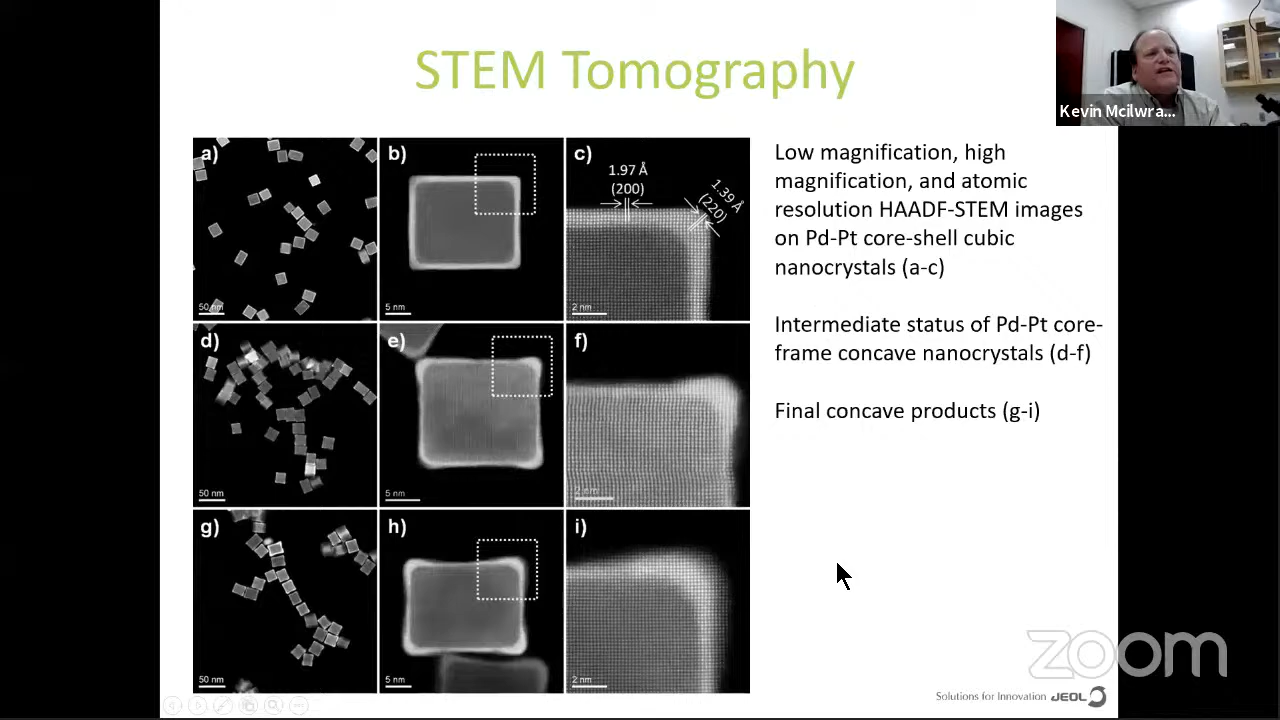 STEM Tomography
Kevin Mcilwra...
a)
b)
c)
1.97 Å
(200)
1.39 Å
(220)
50 nm
5 nm
2 nm
d)
e)
f)
50 nm
5 nm
2 nm
g)
h)
i)
50 nm
5 nm
2 nm
Low magnification, high
magnification, and atomic
resolution HAADF-STEM images
on Pd-Pt core-shell cubic
nanocrystals (a-c)
Intermediate status of Pd-Pt core-
frame concave nanocrystals (d-f)
Final concave products (g-i)
zoom
Solutions for Innovation JEOL